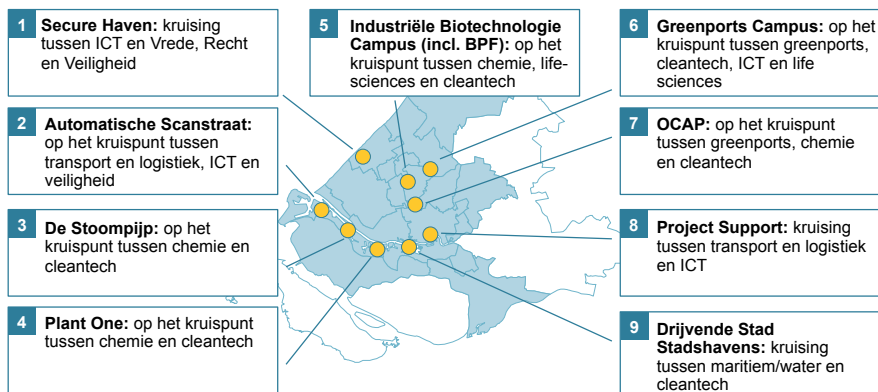 1 Secure Haven: kruising
tussen ICT en Vrede, Recht
en Veiligheid
2 Automatische Scanstraat:
op het kruispunt tussen
transport en logistiek, ICT en
veiligheid
3 De Stoompijp: op het
kruispunt tussen chemie en
cleantech
4 Plant One: op het kruispunt
tussen chemie en cleantech
5 Industriële Biotechnologie
Campus (incl. BPF): op het
kruispunt tussen chemie, life-
sciences en cleantech
6 Greenports Campus: op het
kruispunt tussen greenports,
cleantech, ICT en life
sciences
7 OCAP: op het kruispunt
tussen greenports, chemie
en cleantech
8 Project Support: kruising
tussen transport en logistiek
en ICT
9 Drijvende Stad
Stadshavens: kruising
tussen maritiem/water en
cleantech